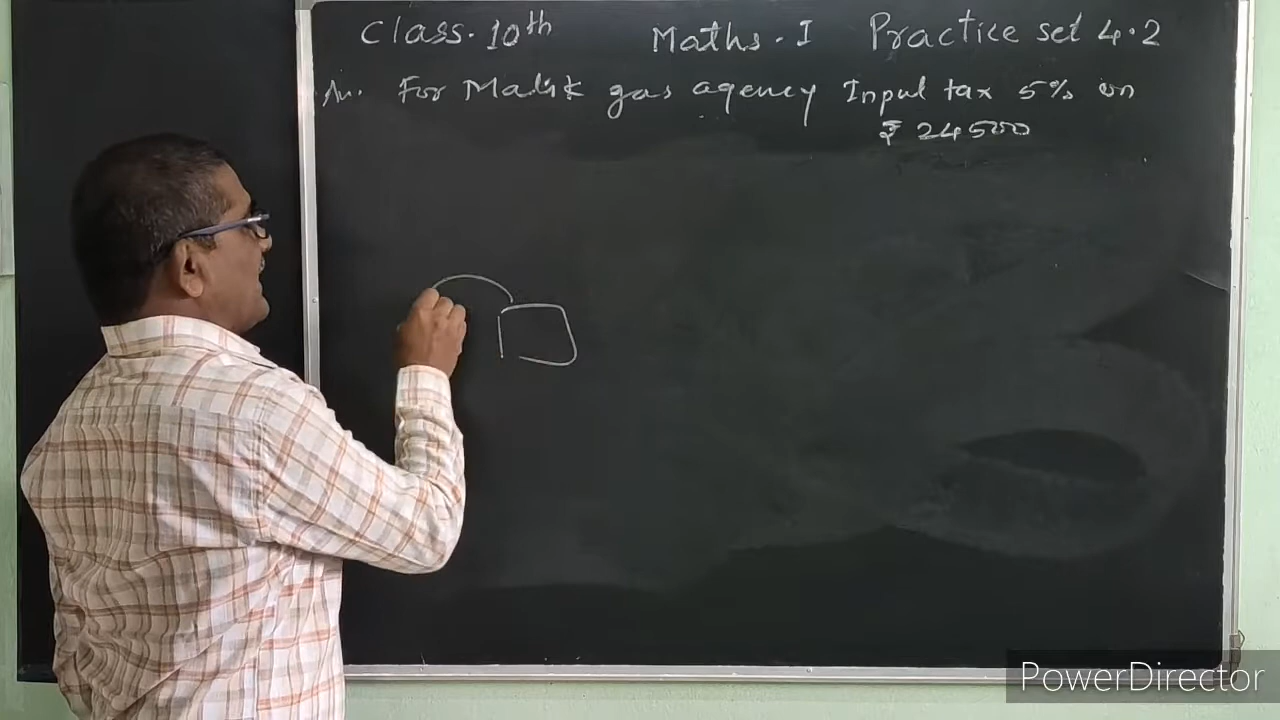 Class. 10th Maths. I Practice set 4.2
An. For Malik gas agency Input tax 5% on
₹ 24500
PowerDirector